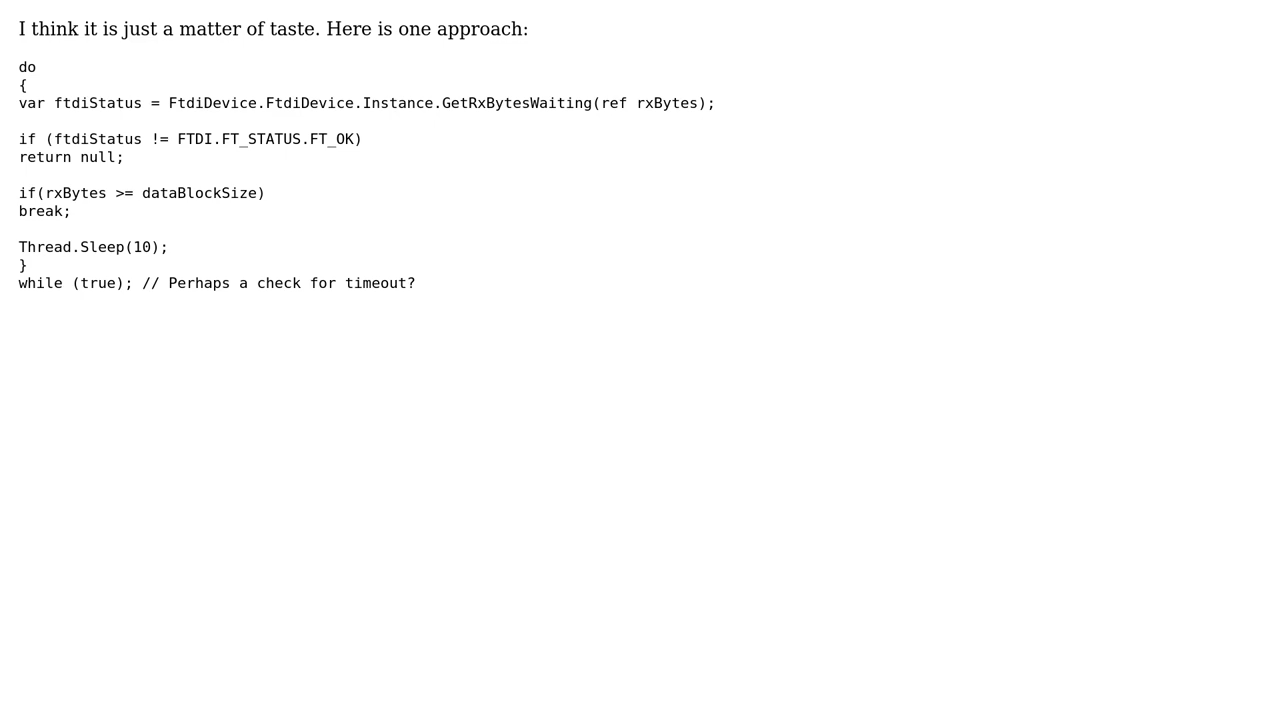 I think it is just a matter of taste. Here is one approach:
do
{
var ftdiStatus = FtdiDevice.FtdiDevice.Instance.GetRxBytesWaiting(ref rxBytes);
if (ftdiStatus != FTDI.FT_STATUS.FT_OK)
return null;
if(rxBytes >= dataBlockSize)
break;
Thread.Sleep(10);
}
while (true); // Perhaps a check for timeout?